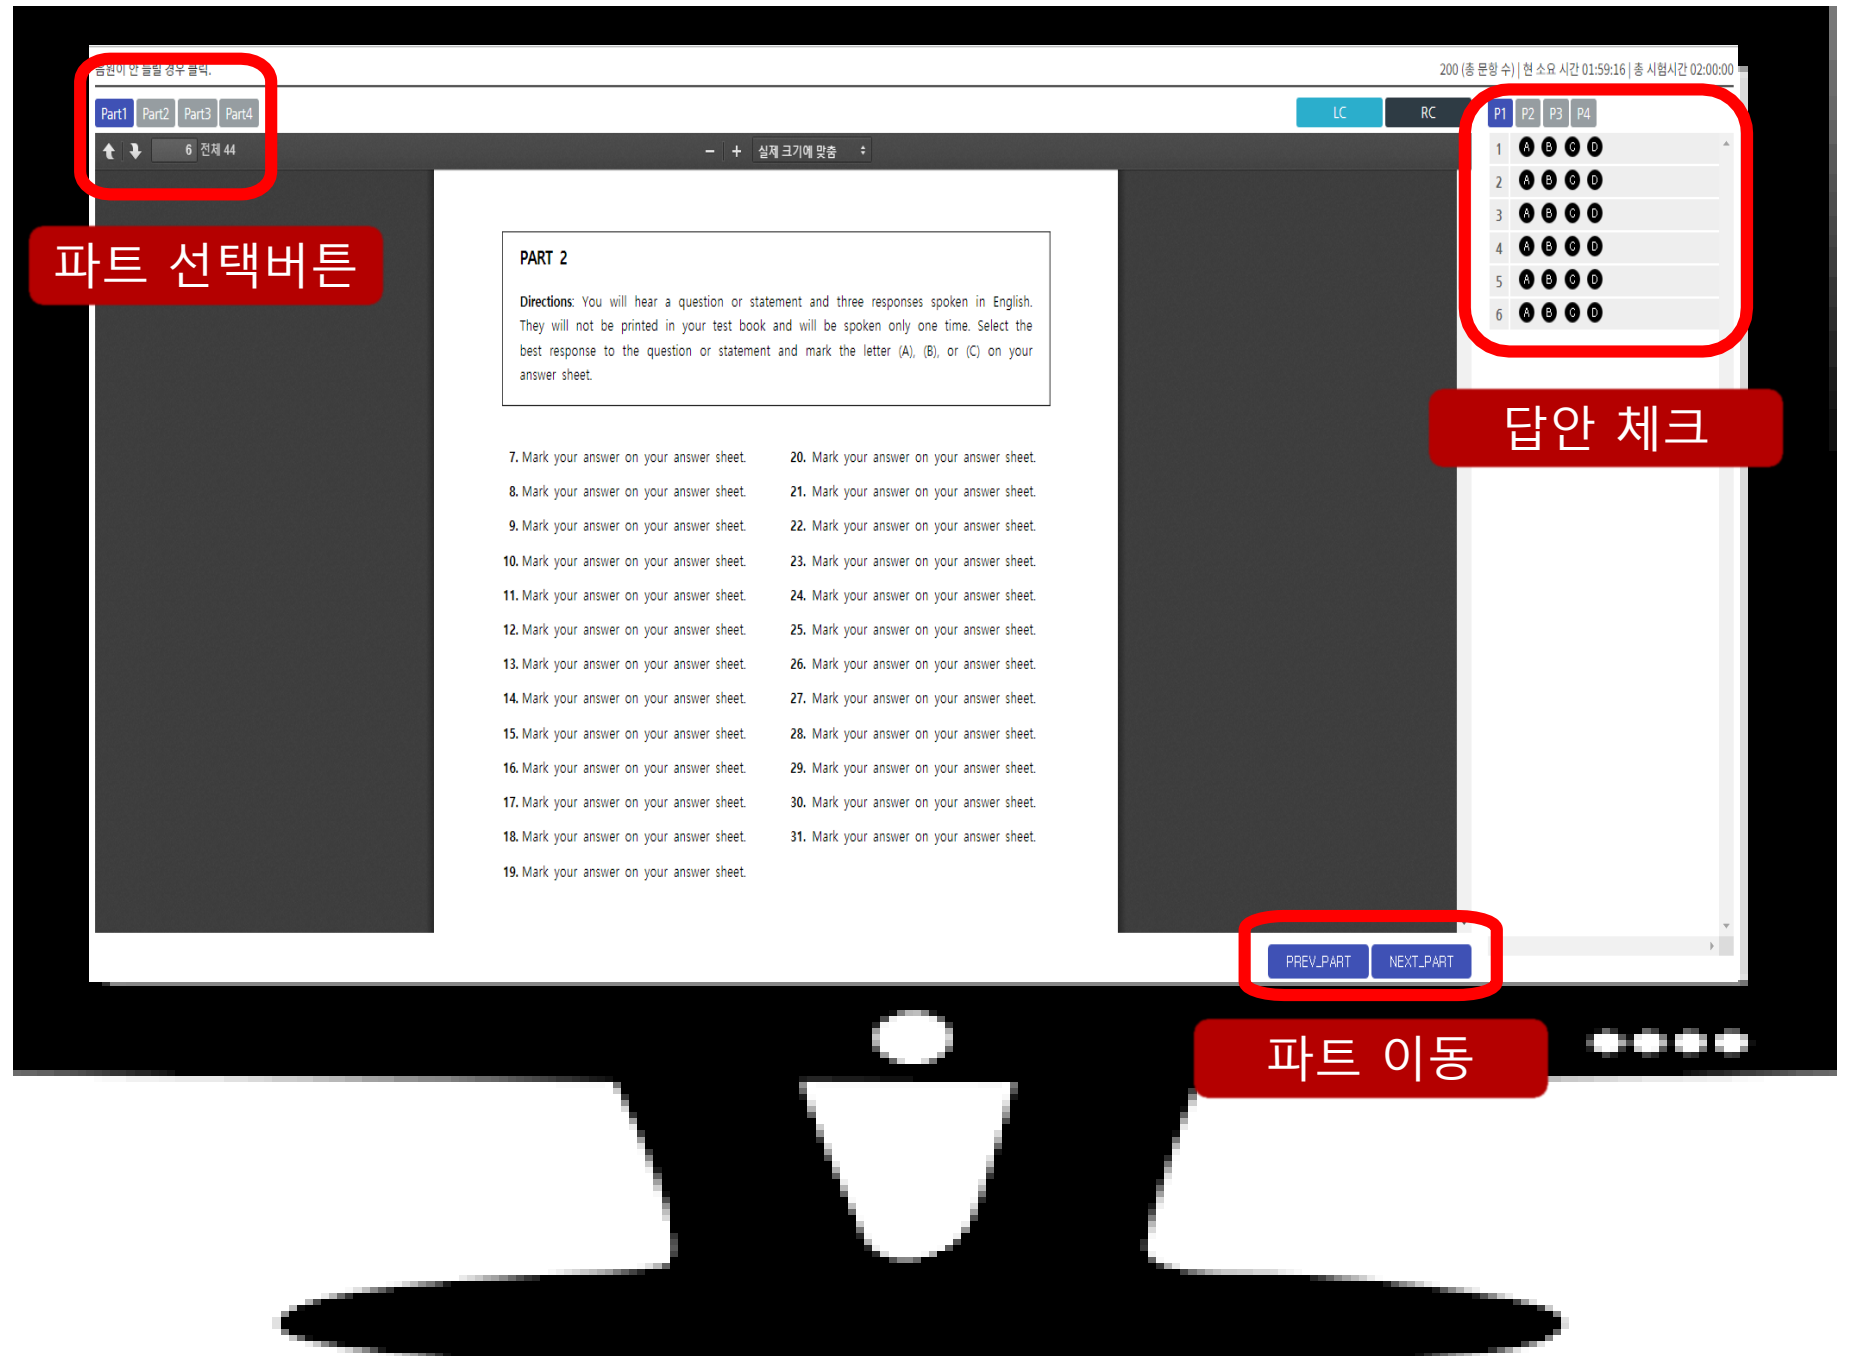 음원이 안 들릴 경우 클릭.
200 (총 문항 수) | 현 소요 시간 01:59:16 | 총 시험시간 02:00:00
Part1 Part2 Part3 Part4
LC RC
P1 P2 P3 P4
6 전체 44
실제 크기에 맞춤
1 A B C D
2 A B C D
3 A B C D
4 A B C D
5 A B C D
6 A B C D
파트 선택버튼
답안 체크
PART 2
Directions: You will hear a question or statement and three responses spoken in English.
They will not be printed in your test book and will be spoken only one time. Select the
best response to the question or statement and mark the letter (A), (B), or (C) on your
answer sheet.
7. Mark your answer on your answer sheet.
8. Mark your answer on your answer sheet.
9. Mark your answer on your answer sheet.
10. Mark your answer on your answer sheet.
11. Mark your answer on your answer sheet.
12. Mark your answer on your answer sheet.
13. Mark your answer on your answer sheet.
14. Mark your answer on your answer sheet.
15. Mark your answer on your answer sheet.
16. Mark your answer on your answer sheet.
17. Mark your answer on your answer sheet.
18. Mark your answer on your answer sheet.
19. Mark your answer on your answer sheet.
20. Mark your answer on your answer sheet.
21. Mark your answer on your answer sheet.
22. Mark your answer on your answer sheet.
23. Mark your answer on your answer sheet.
24. Mark your answer on your answer sheet.
25. Mark your answer on your answer sheet.
26. Mark your answer on your answer sheet.
27. Mark your answer on your answer sheet.
28. Mark your answer on your answer sheet.
29. Mark your answer on your answer sheet.
30. Mark your answer on your answer sheet.
31. Mark your answer on your answer sheet.
PREV_PART NEXT_PART
파트 이동